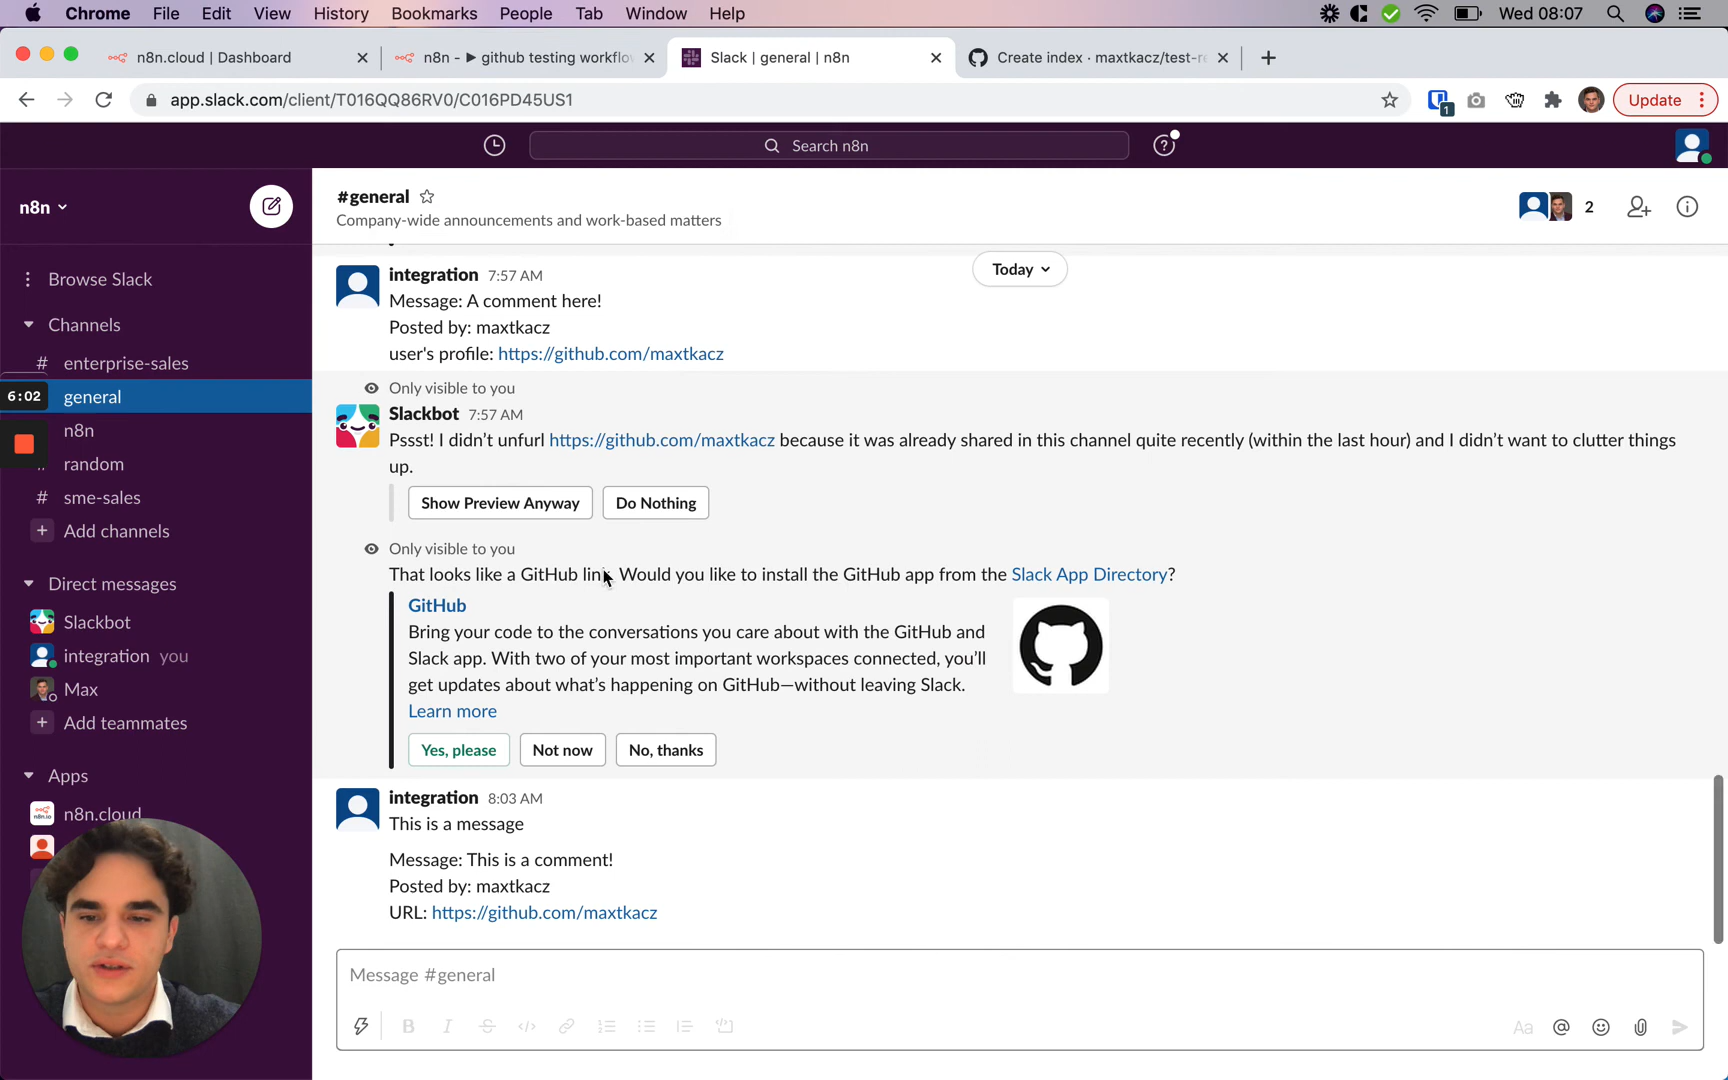 Chrome File Edit View History Bookmarks People Tab Window Help Wed 08:07
n8n.cloud | Dashboard n8n - ▶ github testing workflo Slack | general | n8n Create index · maxtkacz/test-re
app.slack.com/client/T016QQ86RV0/C016PD45US1 1 Update
Search n8n
n8n
#general
Company-wide announcements and work-based matters
2
Browse Slack
Channels
# enterprise-sales
general
n8n
random
# sme-sales
+ Add channels
Direct messages
Slackbot
integration you
Max
+ Add teammates
Apps
n8n.cloud
6:02
Today
integration 7:57 AM
Message: A comment here!
Posted by: maxtkacz
user's profile: https://github.com/maxtkacz
Only visible to you
Slackbot 7:57 AM
Pssst! I didn’t unfurl https://github.com/maxtkacz because it was already shared in this channel quite recently (within the last hour) and I didn’t want to clutter things
up.
Show Preview Anyway Do Nothing
Only visible to you
That looks like a GitHub link. Would you like to install the GitHub app from the Slack App Directory?
GitHub
Bring your code to the conversations you care about with the GitHub and
Slack app. With two of your most important workspaces connected, you’ll
get updates about what’s happening on GitHub—without leaving Slack.
Learn more
Yes, please Not now No, thanks
integration 8:03 AM
This is a message
Message: This is a comment!
Posted by: maxtkacz
URL: https://github.com/maxtkacz
Message #general
B I S </> Aa @